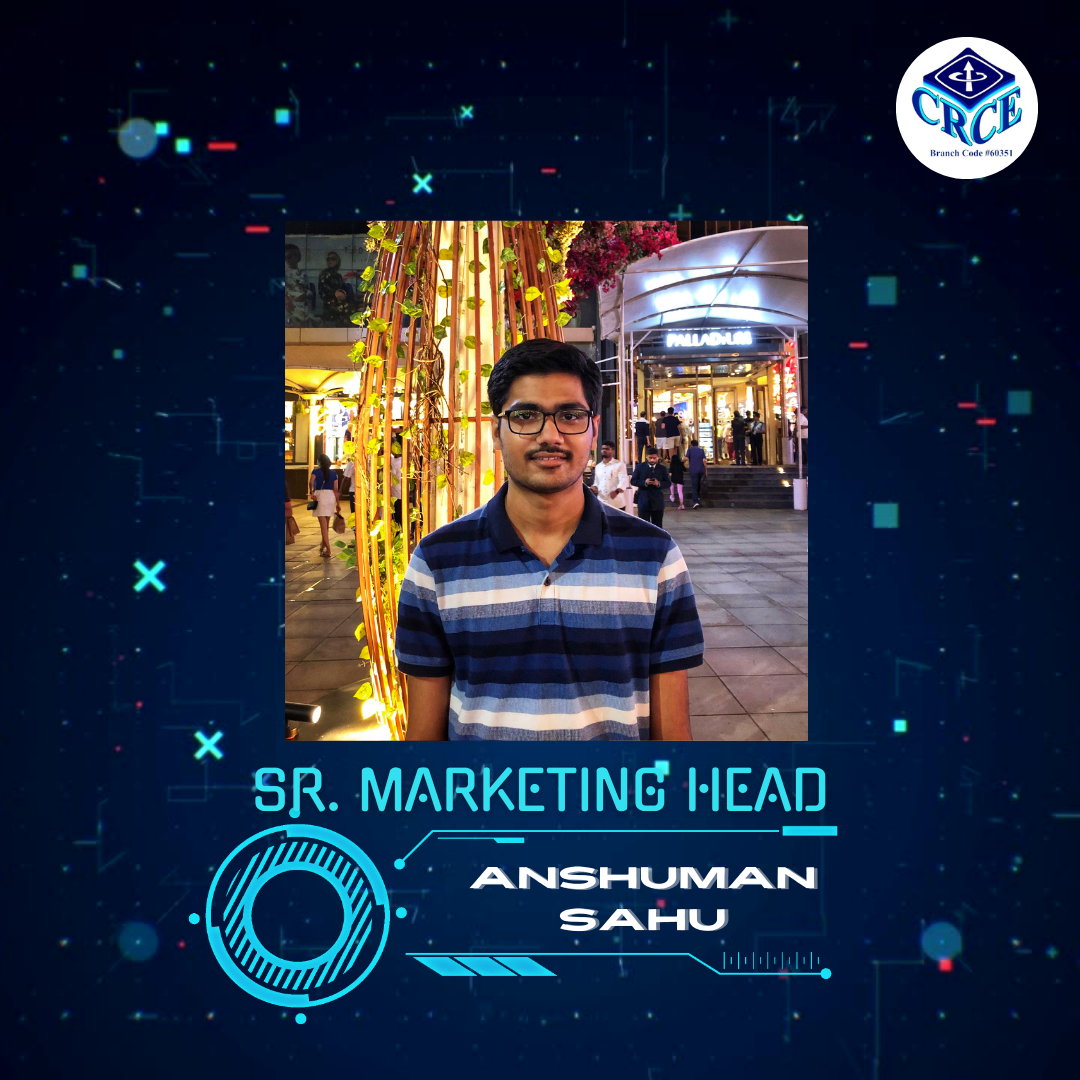 CRCE
Branch Code #60351
PALLADIUM
SR. MARKETING HEAD
ANSHUMAN
SAHU